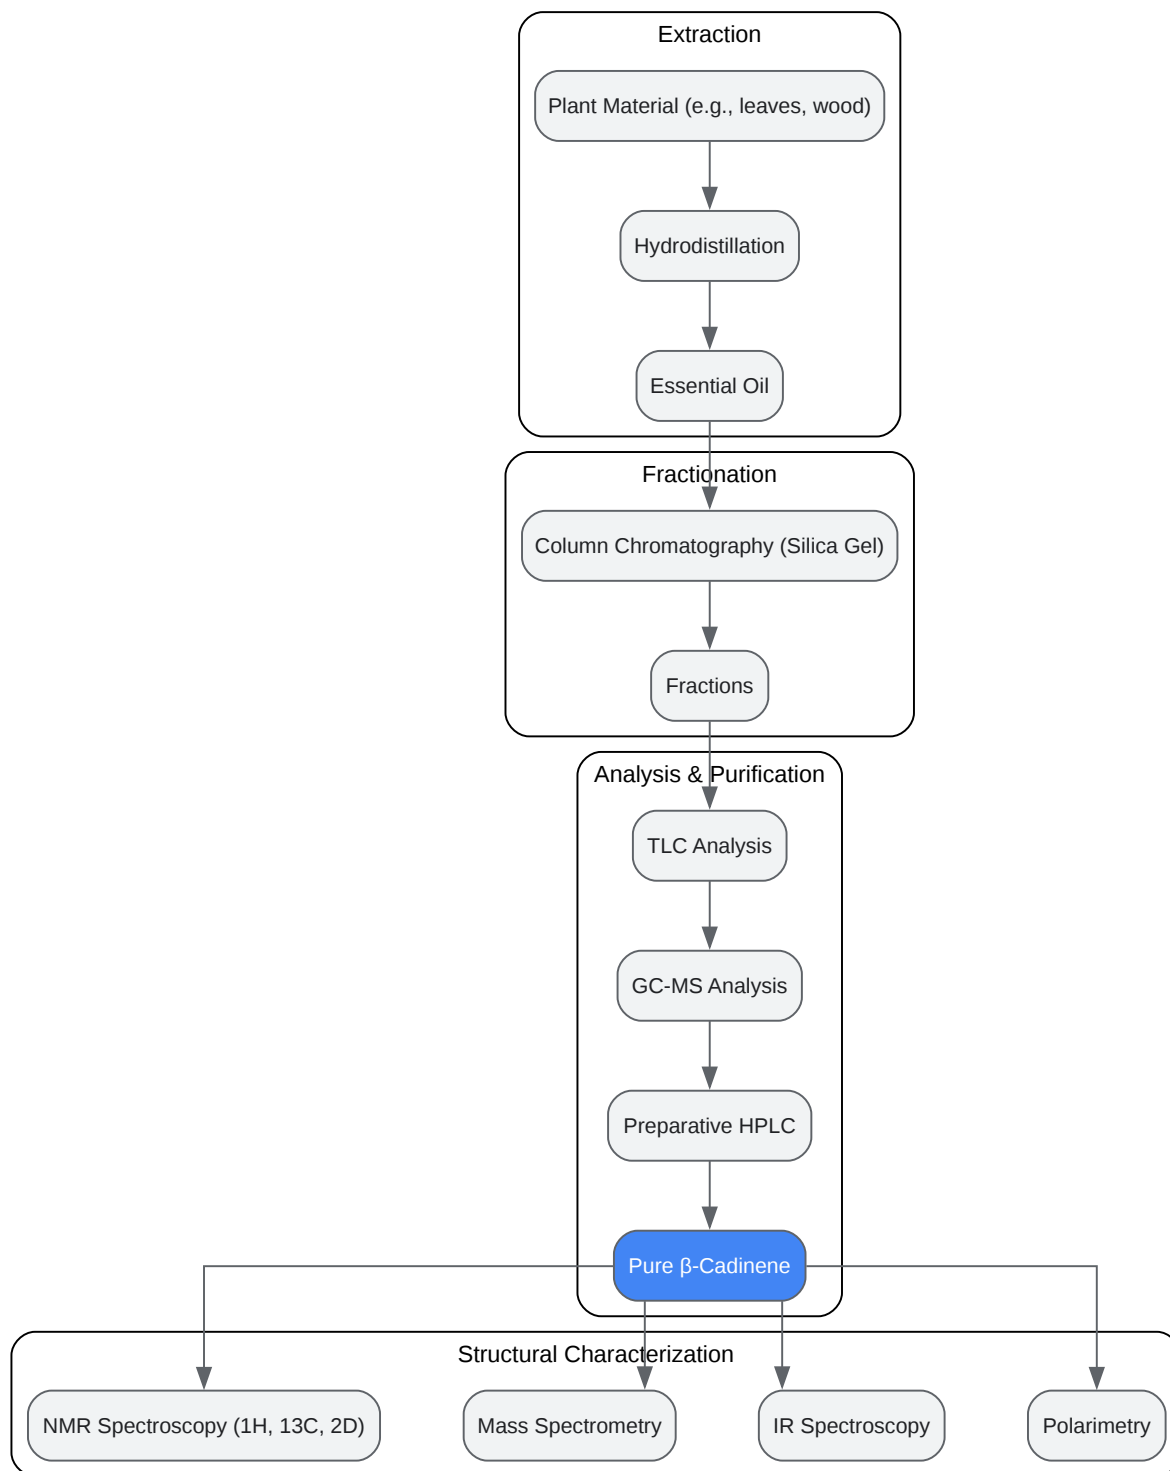 Extraction
Plant Material (e.g., leaves, wood)
Hydrodistillation
Essential Oil
Fractionation
Column Chromatography (Silica Gel)
Fractions
Analysis & Purification
TLC Analysis
GC-MS Analysis
Preparative HPLC
Pure β-Cadinene
Structural Characterization
NMR Spectroscopy (1H, 13C, 2D)
Mass Spectrometry
IR Spectroscopy
Polarimetry